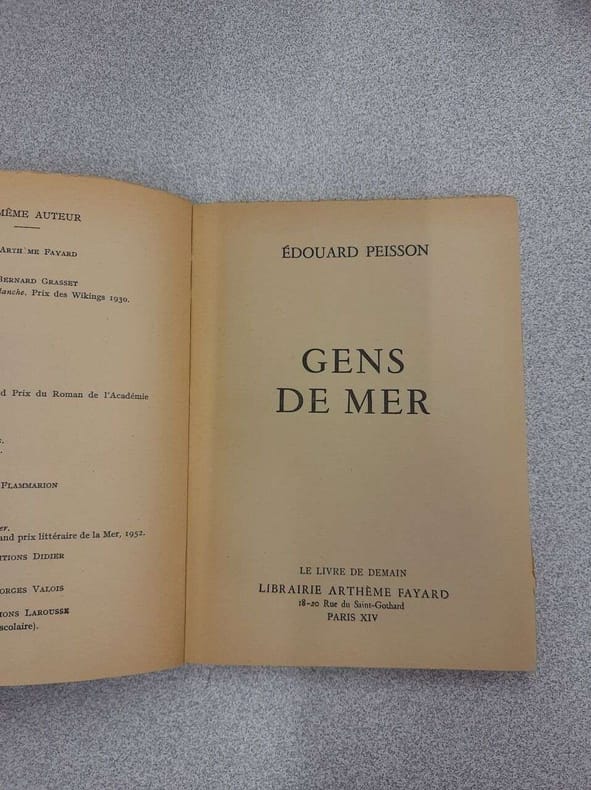 MÊME AUTEUR
ARTHÈME FAYARD
BERNARD GRASSET
lanche, Prix des Wikings 1930.
d Prix du Roman de l'Académie
.
.
FLAMMARION
er.
and prix littéraire de la Mer, 1952.
ITIONS DIDIER
ORGES VALOIS
IONS LAROUSSE
scolaire).
ÉDOUARD PEISSON
GENS
DE MER
LE LIVRE DE DEMAIN
LIBRAIRIE ARTHÈME FAYARD
18-20 Rue du Saint-Gothard
PARIS XIV